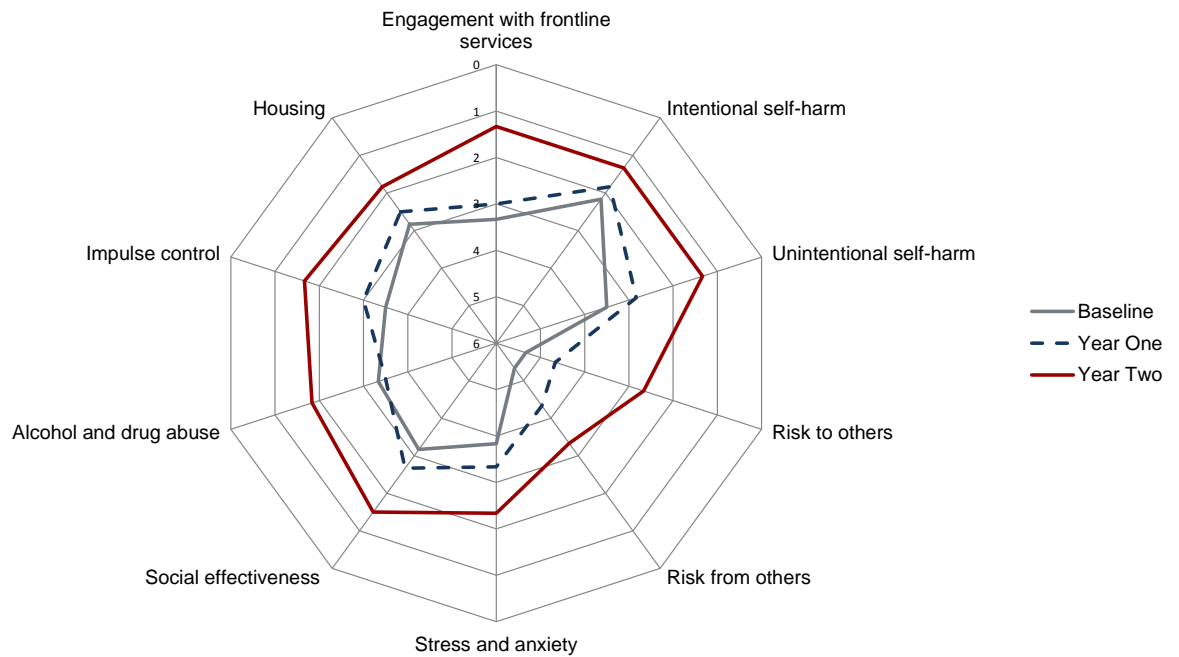 Engagement with frontline
services
0
1
2
3
4
5
6
Housing
Intentional self-harm
Impulse control
Unintentional self-harm
Alcohol and drug abuse
Risk to others
Social effectiveness
Risk from others
Stress and anxiety
Baseline
Year One
Year Two